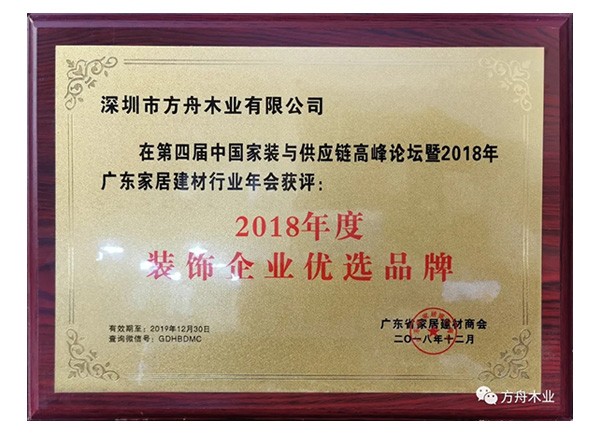 深圳市方舟木业有限公司
在第四届中国家装与供应链高峰论坛暨2018年
广东家居建材行业年会获评：
2018年度
装饰企业优选品牌
有效期至：2019年12月30日
查询微信号：GDHBDMC
广东省家居建材商会
二〇一八年十二月
方舟木业